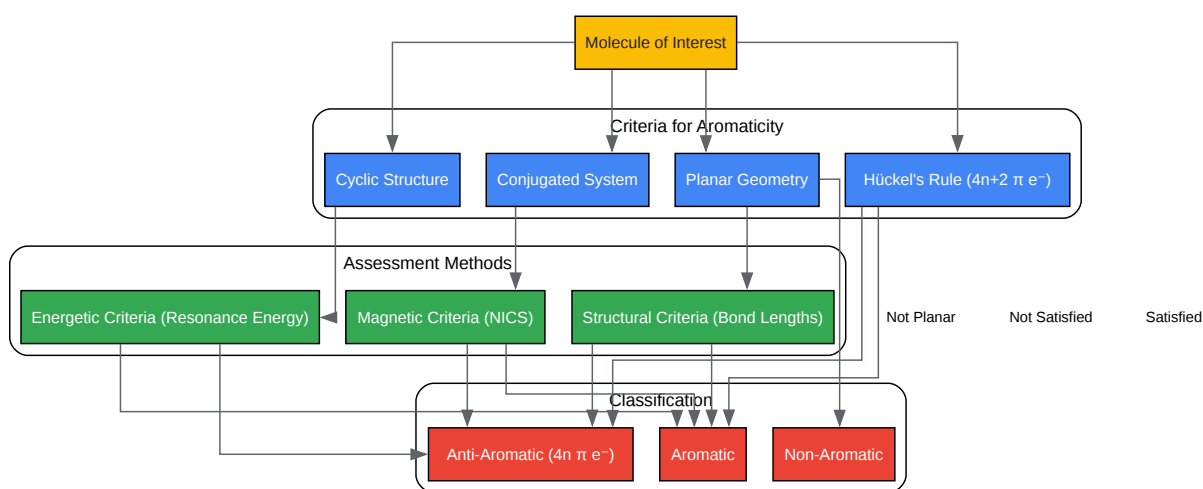 Molecule of Interest
Criteria for Aromaticity
Cyclic Structure
Conjugated System
Planar Geometry
Hückel's Rule (4n+2 π e⁻)
Assessment Methods
Energetic Criteria (Resonance Energy)
Magnetic Criteria (NICS)
Structural Criteria (Bond Lengths)
Not Planar
Not Satisfied
Satisfied
Classification
Anti-Aromatic (4n π e⁻)
Aromatic
Non-Aromatic